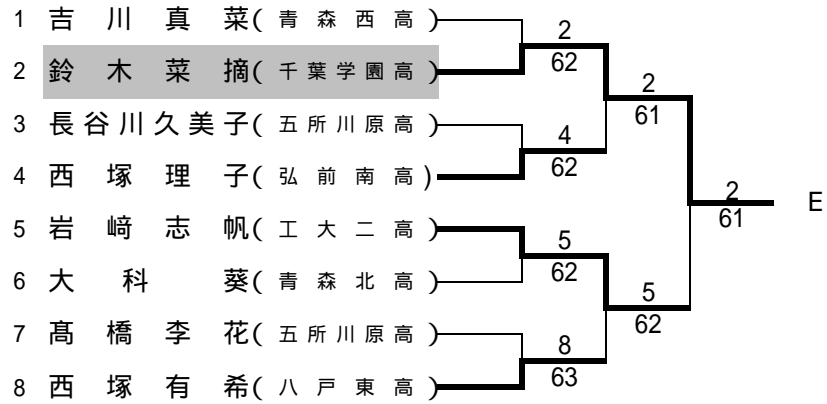 1 吉川真菜(青森西高)
2 鈴木菜摘(千葉学園高)
3 長谷川久美子(五所川原高)
4 西塚理子(弘前南高)
5 岩﨑志帆(工大二高)
6 大科葵(青森北高)
7 髙橋李花(五所川原高)
8 西塚有希(八戸東高)
2
62
4
62
5
62
8
63
2
61
5
62
2
61
E